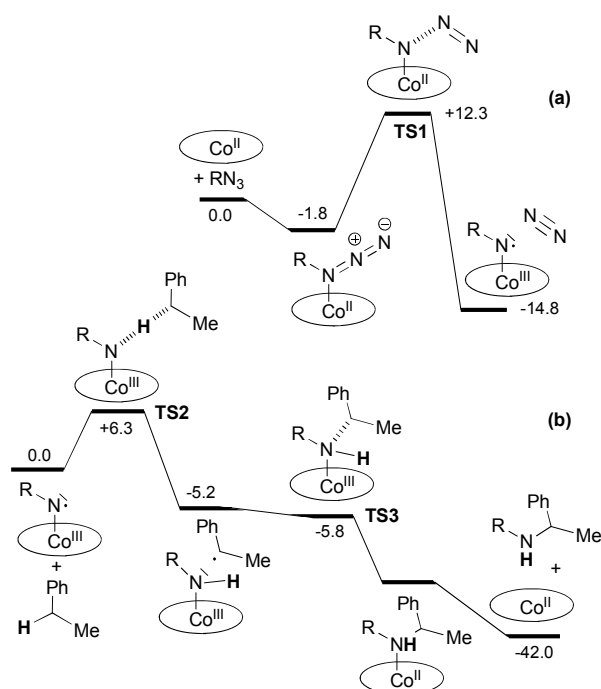 R
N
N
N
Co^II
(a)
+12.3
TS1
Co^II
+ RN3
0.0
-1.8
R
N
⊕
N
⊖
N
Co^II
R
N
N
N
Co^III
-14.8
Ph
R
H
Me
N
Co^III
TS2
(b)
0.0
+6.3
Ph
R
Me
N
H
Co^III
-5.2
TS3
-5.8
R
N
Co^III
+
Ph
H
Me
Ph
Me
R
N
H
Co^III
Ph
R
Me
NH
Co^II
Ph
R
N
Me
H
+
Co^II
-42.0